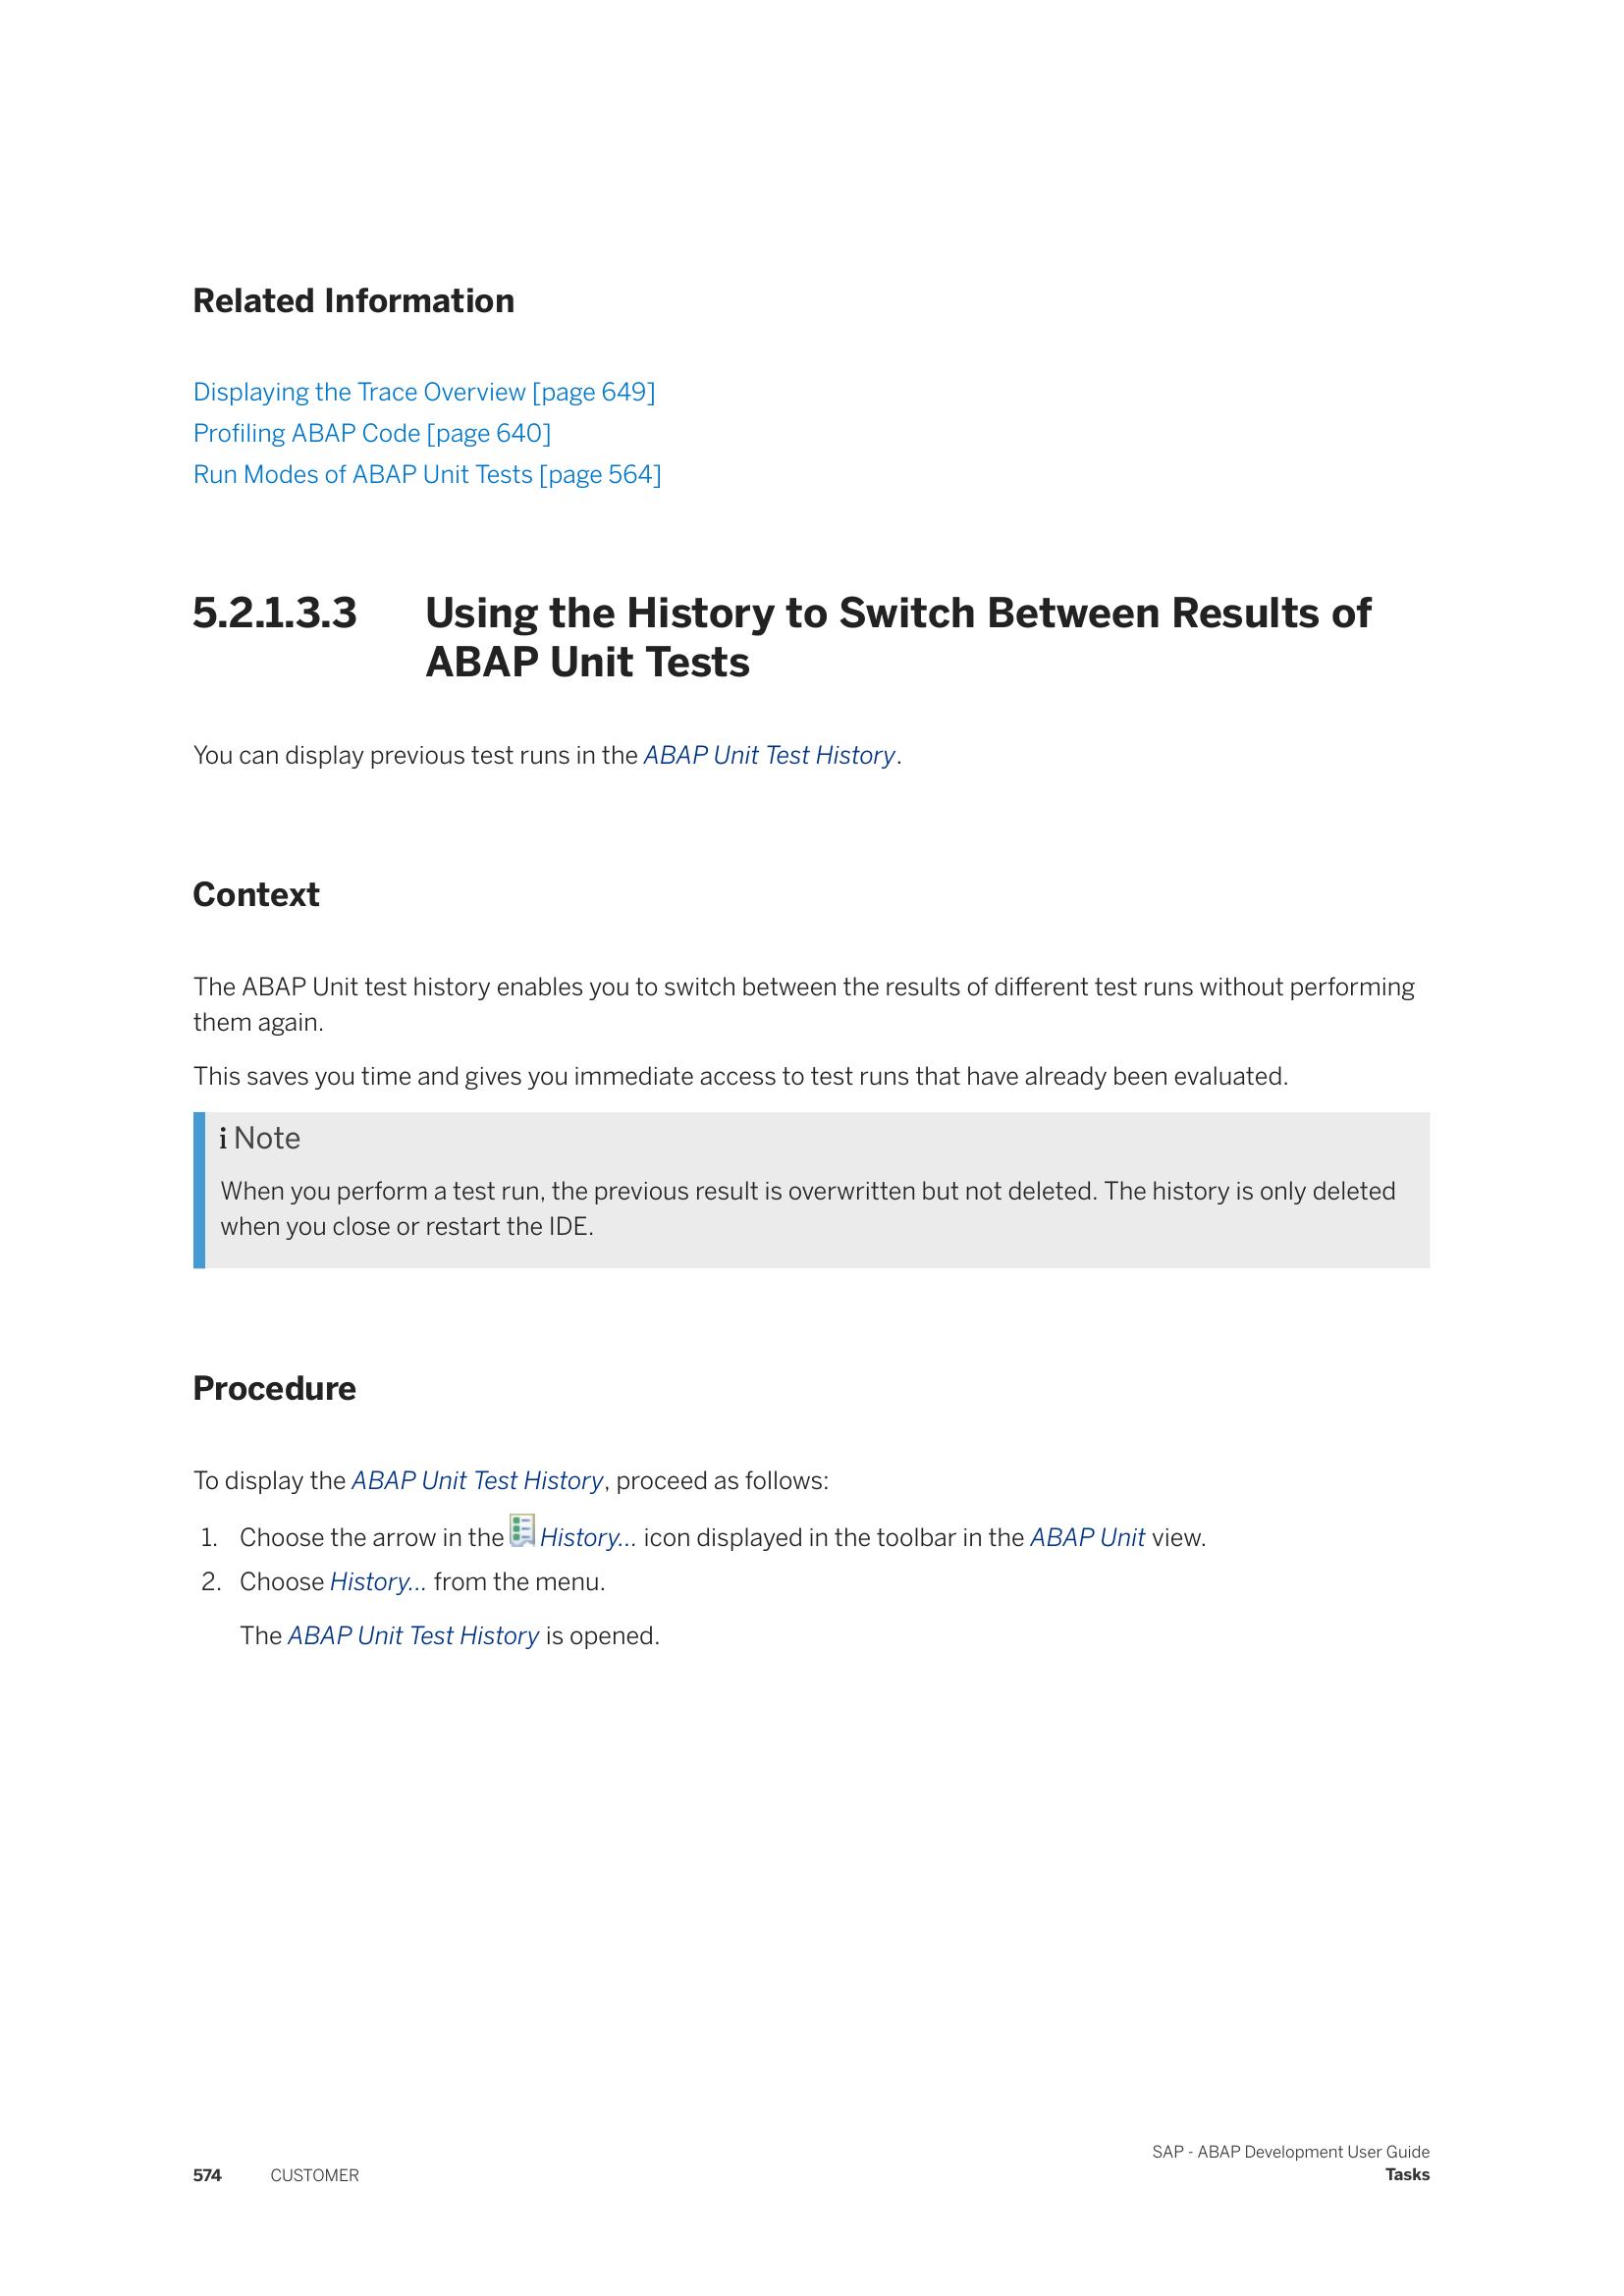 Related Information
Displaying the Trace Overview [page 649]
Profiling ABAP Code [page 640]
Run Modes of ABAP Unit Tests [page 564]
5.2.1.3.3 Using the History to Switch Between Results of
ABAP Unit Tests
You can display previous test runs in the ABAP Unit Test History.
Context
The ABAP Unit test history enables you to switch between the results of different test runs without performing
them again.
This saves you time and gives you immediate access to test runs that have already been evaluated.
i Note
When you perform a test run, the previous result is overwritten but not deleted. The history is only deleted
when you close or restart the IDE.
Procedure
To display the ABAP Unit Test History, proceed as follows:
1. Choose the arrow in the History... icon displayed in the toolbar in the ABAP Unit view.
2. Choose History... from the menu.
The ABAP Unit Test History is opened.
SAP - ABAP Development User Guide
574 CUSTOMER Tasks